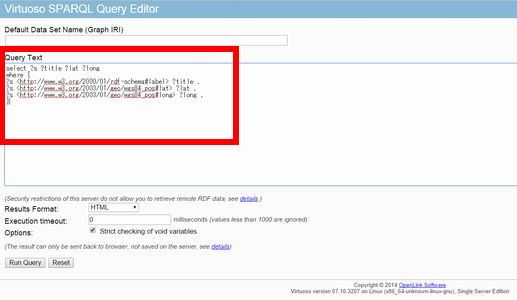 Virtuoso SPARQL Query Editor
Default Data Set Name (Graph IRI)
Query Text
select ?s ?title ?lat ?long
where {
?s <http://www.w3.org/2000/01/rdf-schema#label> ?title .
?s <http://www.w3.org/2003/01/geo/wgs84_pos#lat> ?lat .
?s <http://www.w3.org/2003/01/geo/wgs84_pos#long> ?long .
}
(Security restrictions of this server do not allow you to retrieve remote RDF data, see details.)
Results Format: HTML
Execution timeout: 0 milliseconds (values less than 1000 are ignored)
Options: Strict checking of void variables
(The result can only be sent back to browser, not saved on the server, see details)
Run Query Reset
Copyright © 2014 OpenLink Software
Virtuoso version 07.10.3207 on Linux (x86_64-unknown-linux-gnu), Single Server Edition